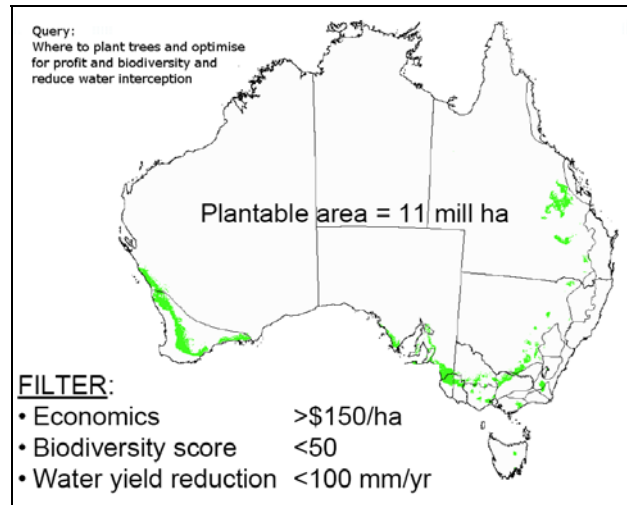 Query:
Where to plant trees and optimise
for profit and biodiversity and
reduce water interception
Plantable area = 11 mill ha
FILTER:
• Economics >$150/ha
• Biodiversity score <50
• Water yield reduction <100 mm/yr